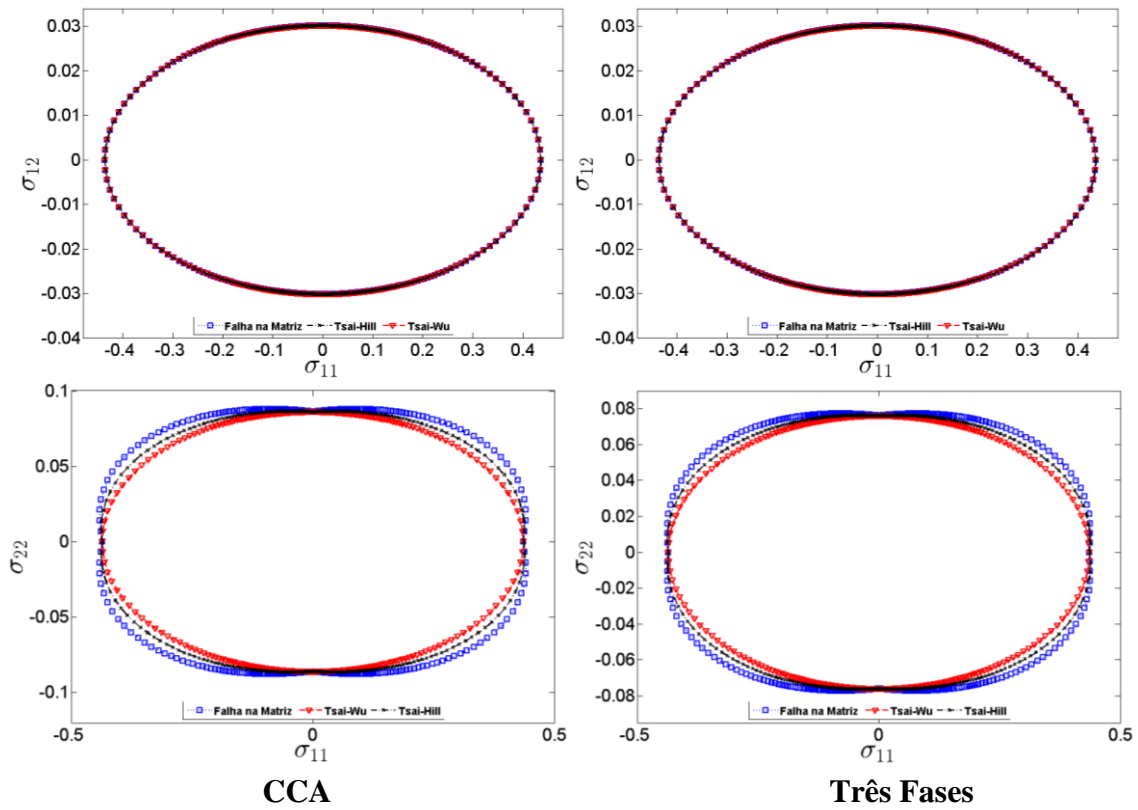 0.03
0.02
0.01
0
-0.01
-0.02
-0.03
-0.04
σ12
-0.4 -0.3 -0.2 -0.1 0 0.1 0.2 0.3 0.4
σ11
Falha na Matriz Tsai-Hill Tsai-Wu
0.03
0.02
0.01
0
-0.01
-0.02
-0.03
-0.04
σ12
-0.4 -0.3 -0.2 -0.1 0 0.1 0.2 0.3 0.4
σ11
Falha na Matriz Tsai-Hill Tsai-Wu
0.1
0.05
0
-0.05
-0.1
σ22
-0.5 0 0.5
σ11
Falha na Matriz Tsai-Wu Tsai-Hill
0.08
0.06
0.04
0.02
0
-0.02
-0.04
-0.06
-0.08
σ22
-0.5 0 0.5
σ11
Falha na Matriz Tsai-Wu Tsai-Hill
CCA
Três Fases